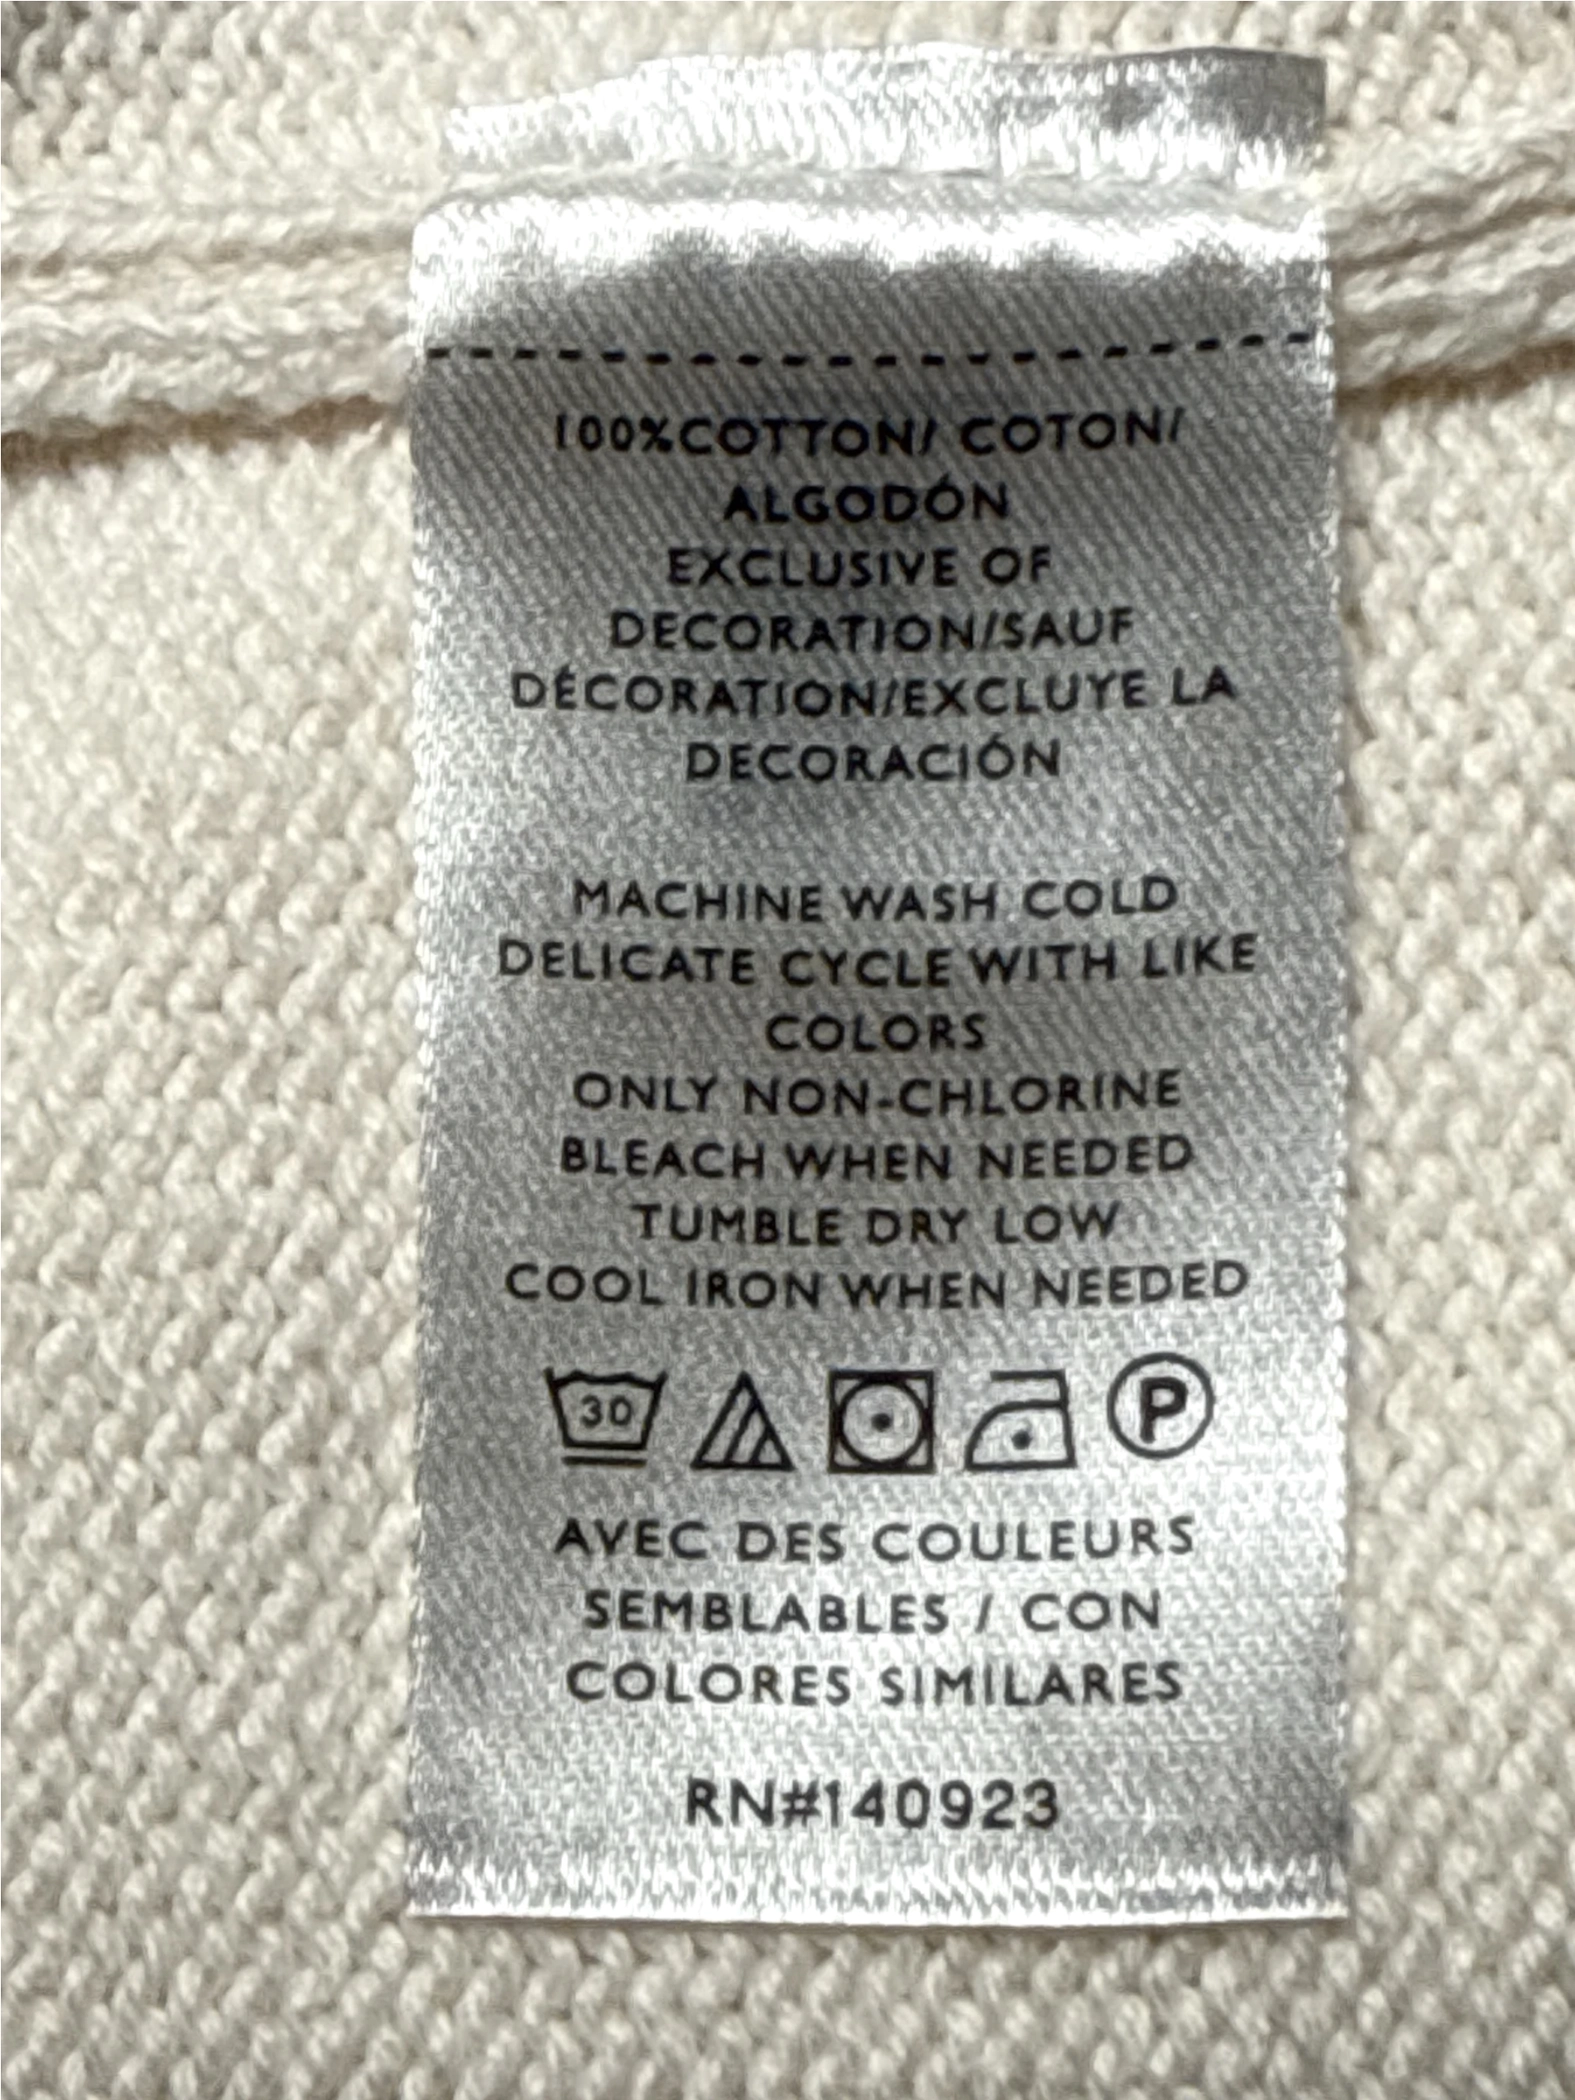 100%COTTON/ COTON/
ALGODÓN
EXCLUSIVE OF
DECORATION/SAUF
DÉCORATION/EXCLUYE LA
DECORACIÓN
MACHINE WASH COLD
DELICATE CYCLE WITH LIKE
COLORS
ONLY NON-CHLORINE
BLEACH WHEN NEEDED
TUMBLE DRY LOW
COOL IRON WHEN NEEDED
30 P
AVEC DES COULEURS
SEMBLABLES / CON
COLORES SIMILARES
RN#140923